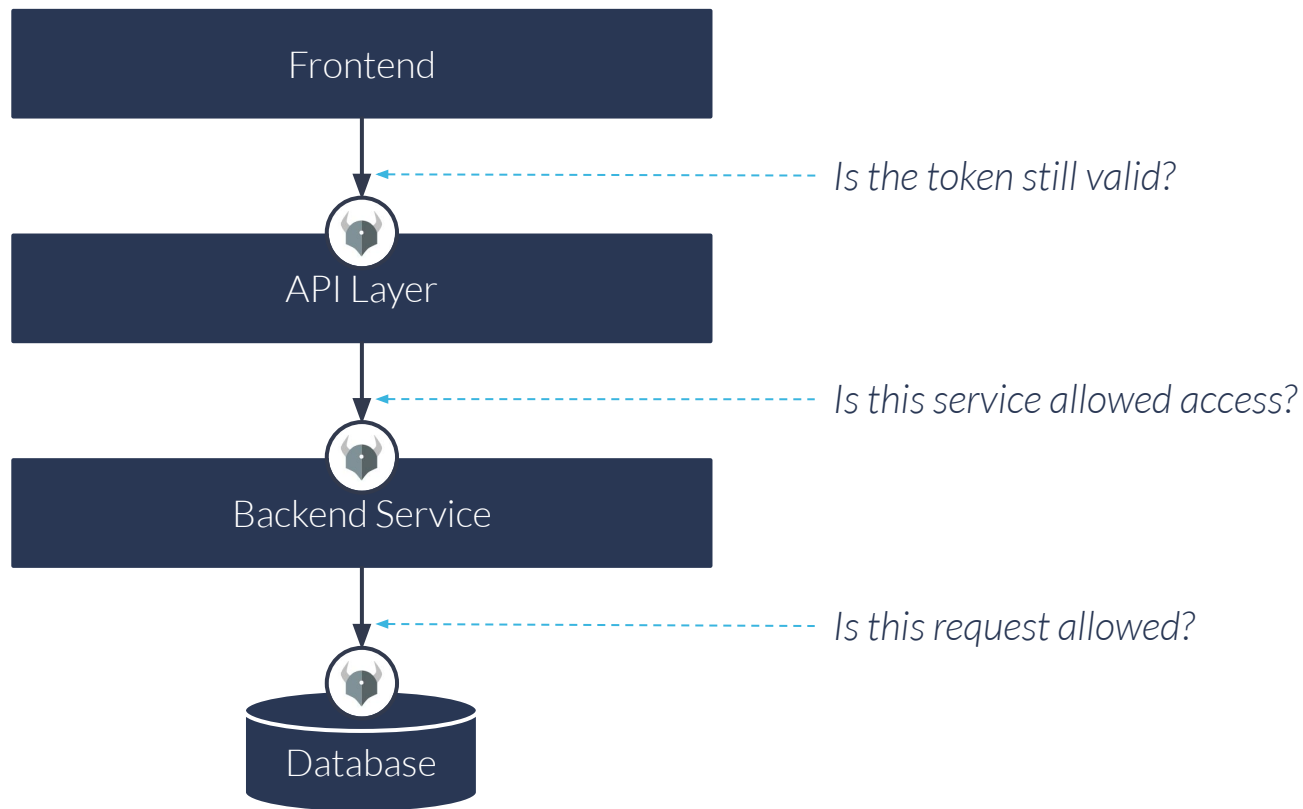 Frontend
Is the token still valid?
API Layer
Is this service allowed access?
Backend Service
Is this request allowed?
Database